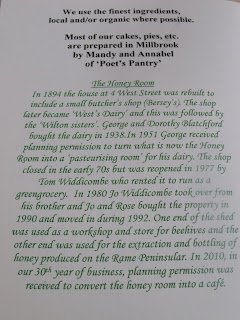 We use the finest ingredients,
local and/or organic where possible.
Most of our cakes, pies, etc.
are prepared in Millbrook
by Mandy and Annabel
of 'Poet's Pantry'
The Honey Room
In 1894 the house at 4 West Street was rebuilt to
include a small butcher's shop (Bersey's). The shop
later became 'West's Dairy' and this was followed
by the 'Wilton sisters'. George and Dorothy Blatchford
bought the dairy in 1938.In 1951 George received
planning permission to turn what is now the Honey
Room into a 'pasteurising room' for his dairy. The shop
closed in the early 70s but was reopened in 1977 by
Tom Widdicombe who rented it to run as a
greengrocery. In 1980 Jo Widdicombe took over from
his brother and Jo and Rose bought the property in
1990 and moved in during 1992. One end of the shed
was used as a workshop and store for beehives and the
other end was used for the extraction and bottling of
honey produced on the Rame Peninsular. In 2010, in
our 30th year of business, planning permission was
received to convert the honey room into a café.